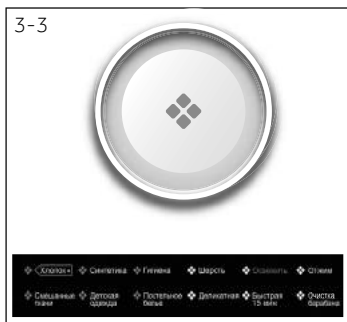 3-3
Хлопок+ Синтетика Гигиена Шерсть Освежить Отжим
Смешанные Детская Постельное Деликатная Быстрая Очистка
ткани одежда белье 15 мин барабана